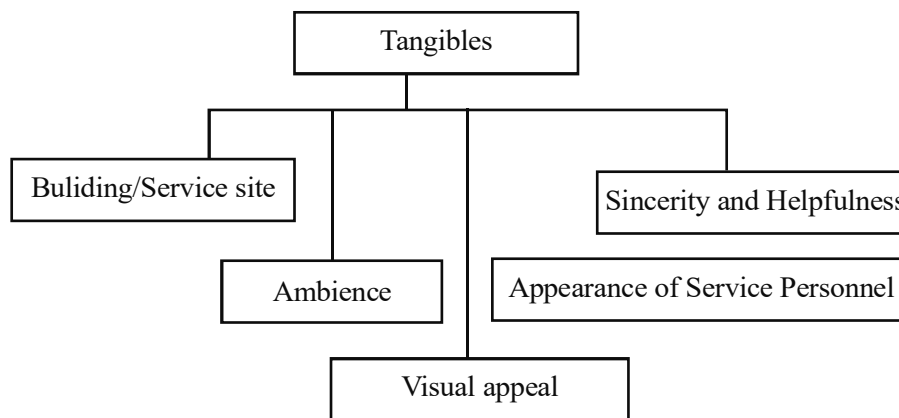 Tangibles
Buliding/Service site
Sincerity and Helpfulness
Ambience
Appearance of Service Personnel
Visual appeal